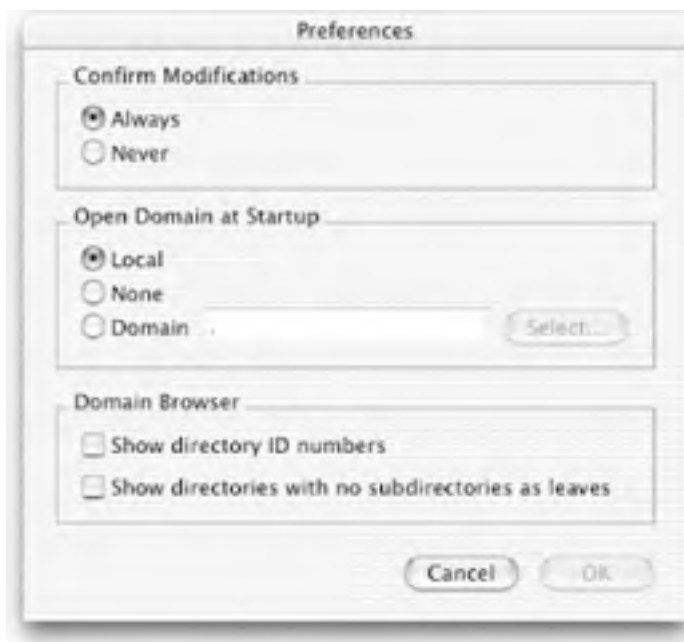 Preferences
Confirm Modifications
Always
Never
Open Domain at Startup
Local
None
Domain . Select...
Domain Browser
Show directory ID numbers
Show directories with no subdirectories as leaves
Cancel OK